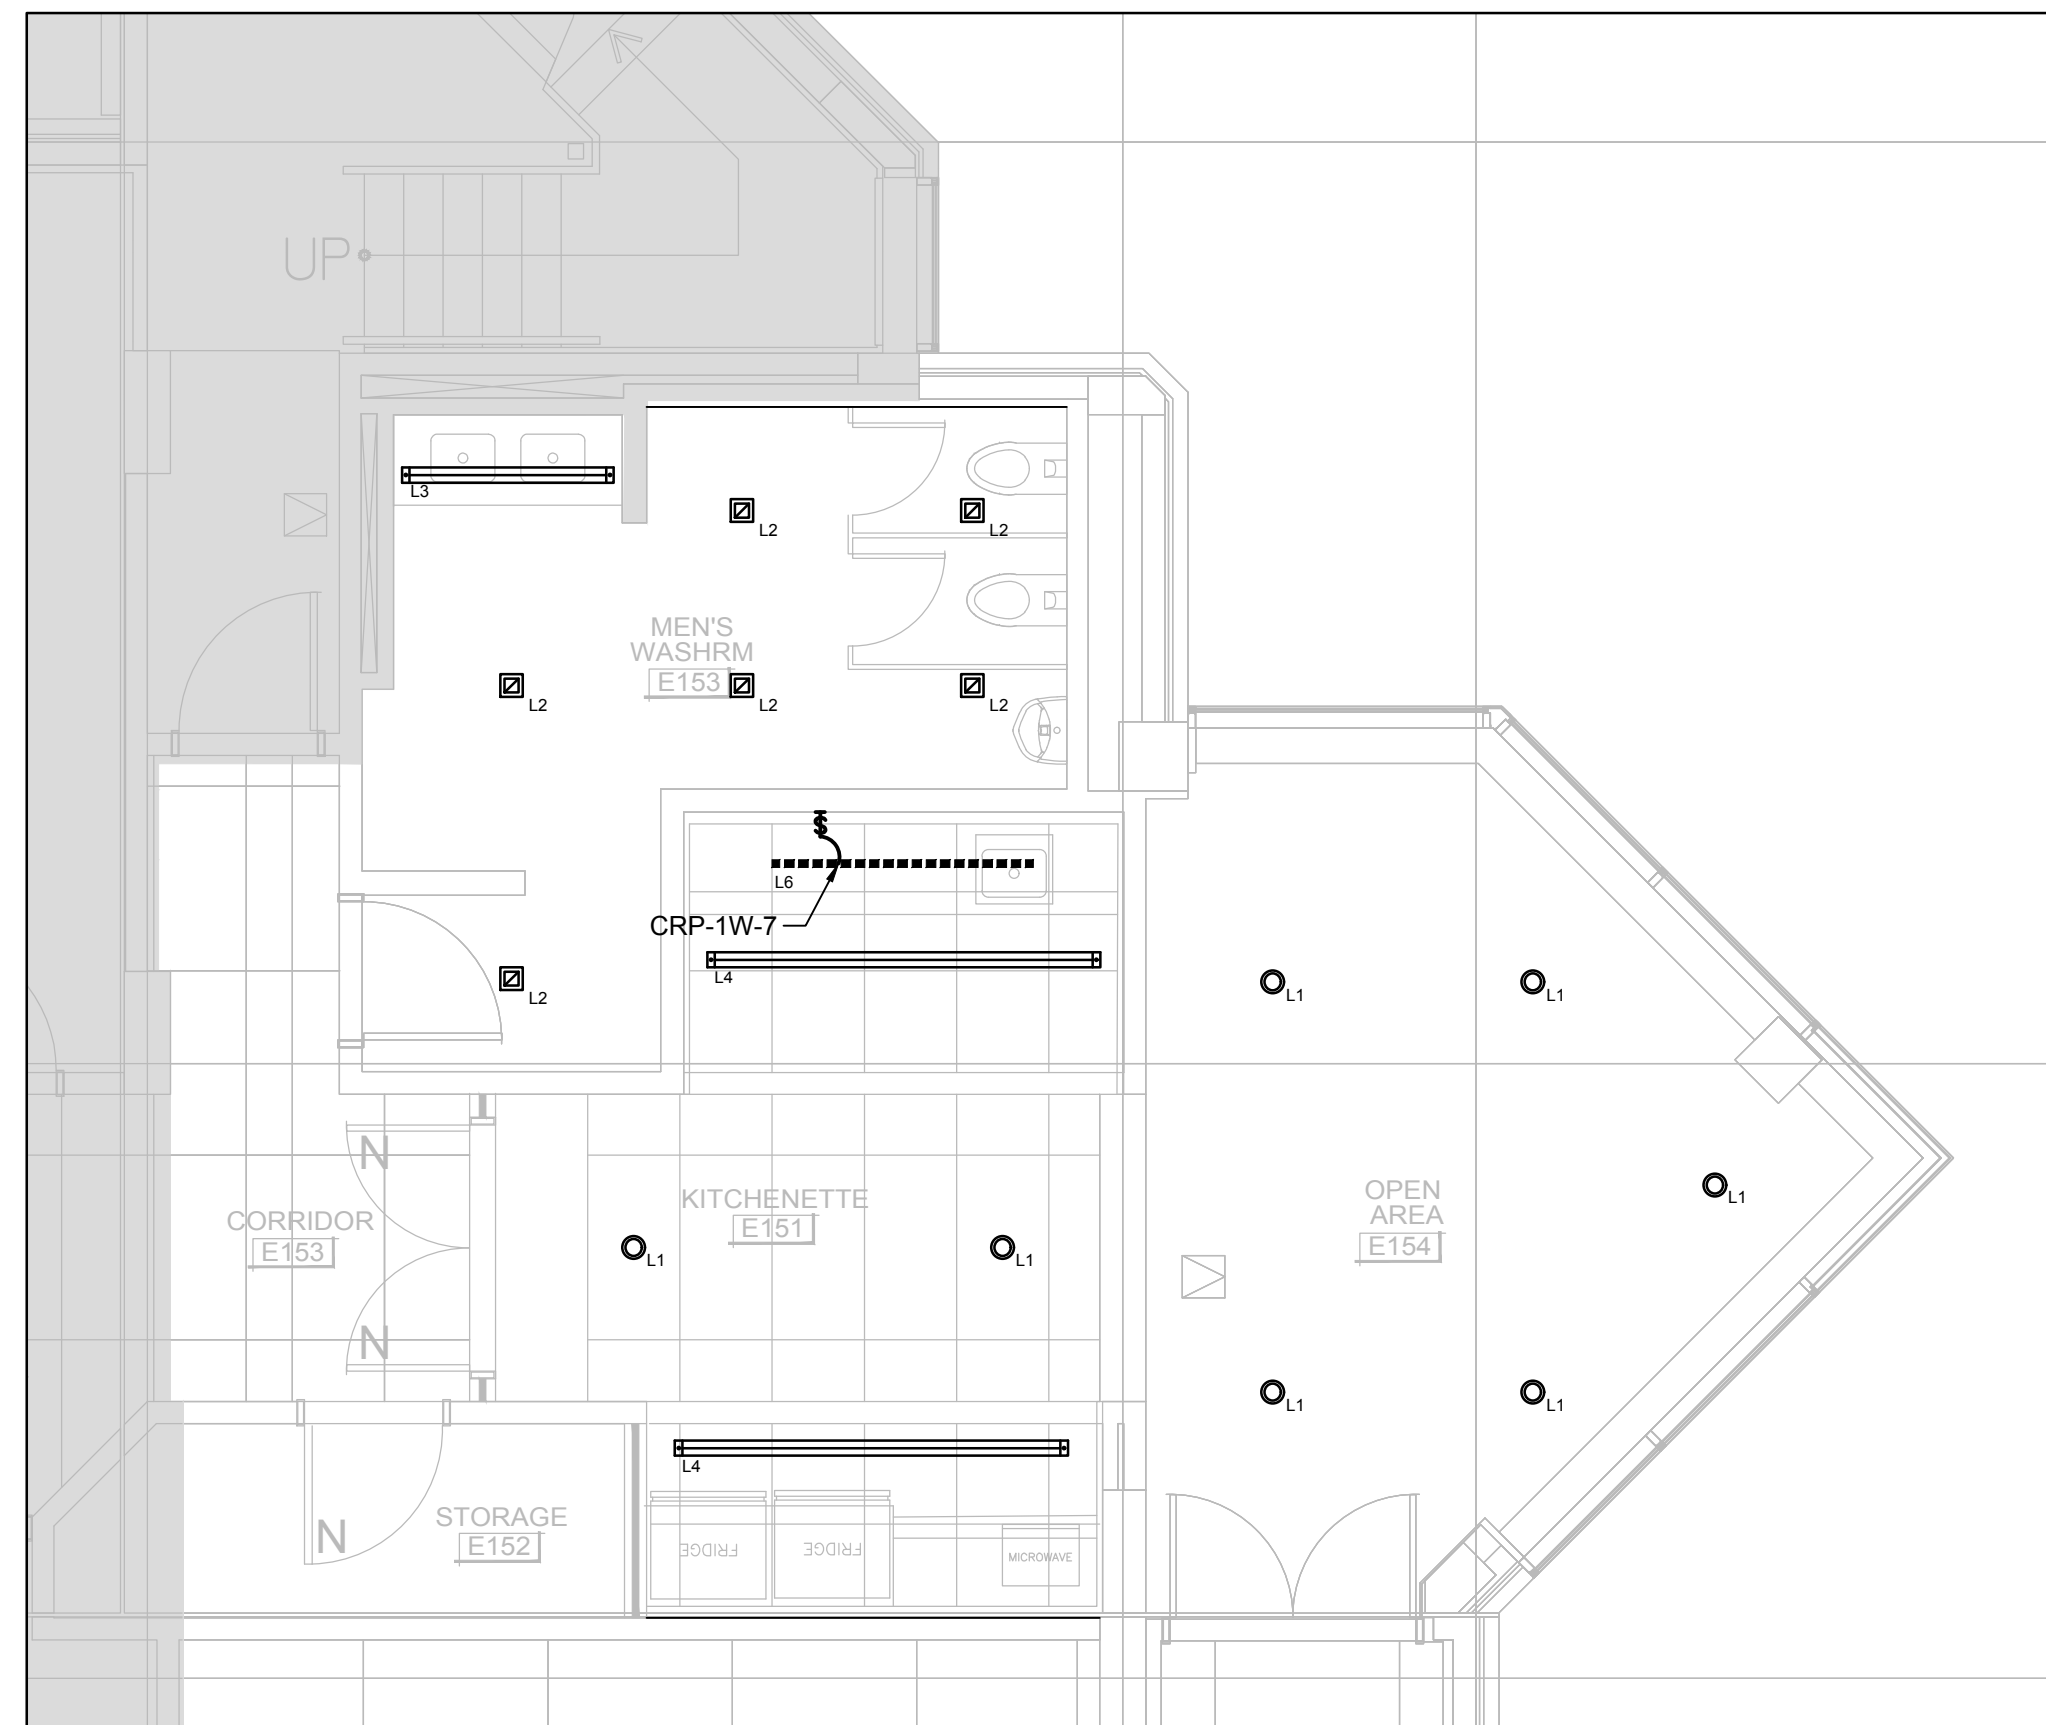 UP
L3
L2
L2
MEN'S
WASHRM
E153
L2
L2
L2
L6
CRP-1W-7
L4
L2
L1
L1
N
KITCHENETTE
E151
OPEN
AREA
E154
L1
CORRIDOR
E153
L1
L1
N
L1
L1
L4
STORAGE
E152
N
FRIDGE
FRIDGE
MICROWAVE
$